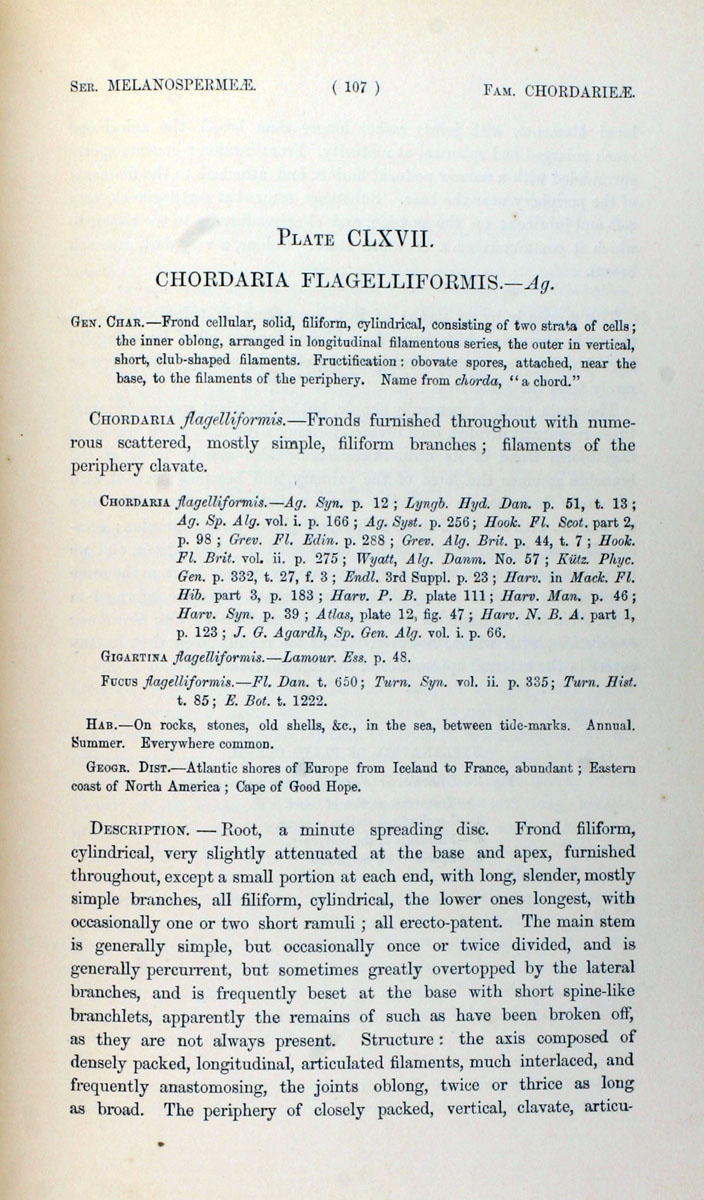 Ser. MELANOSPERMEÆ. ( 107 ) Fam. CHORDARIEÆ.
Plate CLXVII.
CHORDARIA FLAGELLIFORMIS.—Ag.
Gen. Char.—Frond cellular, solid, filiform, cylindrical, consisting of two strata of cells;
the inner oblong, arranged in longitudinal filamentous series, the outer in vertical,
short, club-shaped filaments. Fructification: obovate spores, attached, near the
base, to the filaments of the periphery. Name from chorda, "a chord."
Chordaria flagelliformis.—Fronds furnished throughout with nume-
rous scattered, mostly simple, filiform branches; filaments of the
periphery clavate.
Chordaria flagelliformis.—Ag. Syn. p. 12; Lyngb. Hyd. Dan. p. 51, t. 13;
Ag. Sp. Alg. vol. i. p. 166; Ag. Syst. p. 256; Hook. Fl. Scot. part 2,
p. 98; Grev. Fl. Edin. p. 288; Grev. Alg. Brit. p. 44, t. 7; Hook.
Fl. Brit. vol. ii. p. 275; Wyatt, Alg. Danm. No. 57; Kütz. Phyc.
Gen. p. 332, t. 27, f. 3; Endl. 3rd Suppl. p. 23; Harv. in Mack. Fl.
Hib. part 3, p. 183; Harv. P. B. plate 111; Harv. Man. p. 46;
Harv. Syn. p. 39; Atlas, plate 12, fig. 47; Harv. N. B. A. part 1,
p. 123; J. G. Agardh, Sp. Gen. Alg. vol. i. p. 66.
Gigartina flagelliformis.—Lamour. Ess. p. 48.
Fucus flagelliformis.—Fl. Dan. t. 650; Turn. Syn. vol. ii. p. 335; Turn. Hist.
t. 85; E. Bot. t. 1222.
Hab.—On rocks, stones, old shells, &c., in the sea, between tide-marks. Annual.
Summer. Everywhere common.
Geogr. Dist.—Atlantic shores of Europe from Iceland to France, abundant; Eastern
coast of North America; Cape of Good Hope.
Description. — Root, a minute spreading disc. Frond filiform,
cylindrical, very slightly attenuated at the base and apex, furnished
throughout, except a small portion at each end, with long, slender, mostly
simple branches, all filiform, cylindrical, the lower ones longest, with
occasionally one or two short ramuli; all erecto-patent. The main stem
is generally simple, but occasionally once or twice divided, and is
generally percurrent, but sometimes greatly overtopped by the lateral
branches, and is frequently beset at the base with short spine-like
branchlets, apparently the remains of such as have been broken off,
as they are not always present. Structure: the axis composed of
densely packed, longitudinal, articulated filaments, much interlaced, and
frequently anastomosing, the joints oblong, twice or thrice as long
as broad. The periphery of closely packed, vertical, clavate, articu-